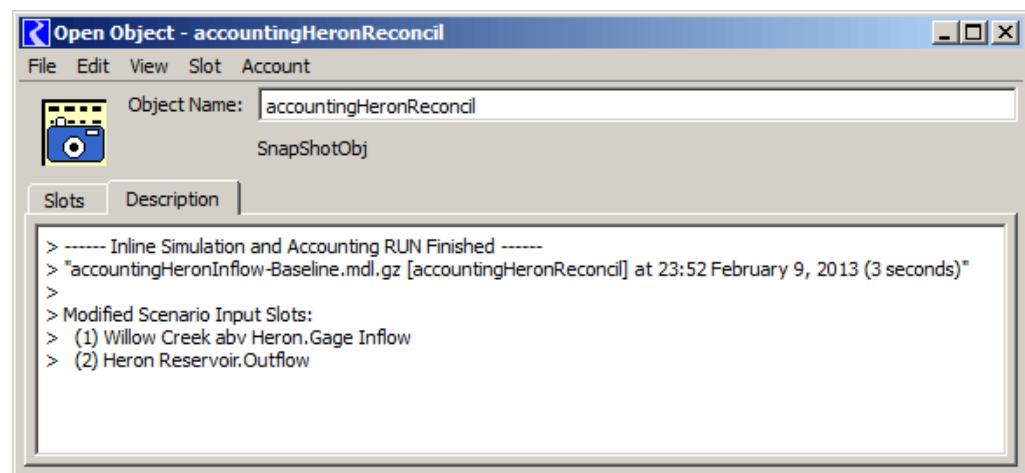 Open Object - accountingHeronReconcil
File Edit View Slot Account
Object Name: accountingHeronReconcil
SnapShotObj
Slots Description
> ------ Inline Simulation and Accounting RUN Finished ------
> "accountingHeronInflow-Baseline.mdl.gz [accountingHeronReconcil] at 23:52 February 9, 2013 (3 seconds)"
>
> Modified Scenario Input Slots:
> (1) Willow Creek abv Heron.Gage Inflow
> (2) Heron Reservoir.Outflow